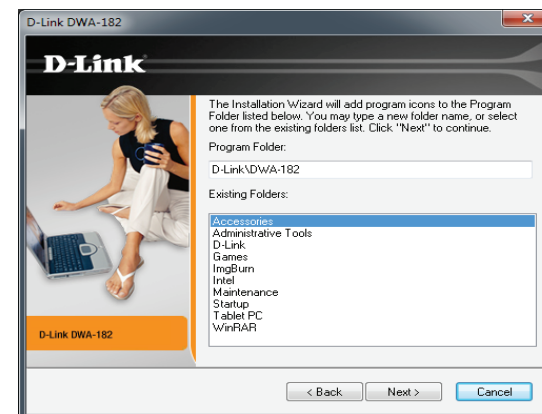 D-Link DWA-182
D-Link
The Installation Wizard will add program icons to the Program
Folder listed below. You may type a new folder name, or select
one from the existing folders list. Click "Next" to continue.
Program Folder:
D-Link\DWA-182
Existing Folders:
Accessories
Administrative Tools
D-Link
Games
ImgBurn
Intel
Maintenance
Startup
Tablet PC
WinRAR
D-Link DWA-182
< Back
Next >
Cancel